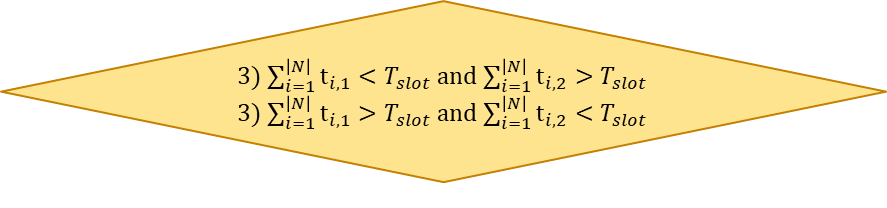 3) ∑_{i=1}^{|N|} t_{i,1} < T_{slot} and ∑_{i=1}^{|N|} t_{i,2} > T_{slot}
3) ∑_{i=1}^{|N|} t_{i,1} > T_{slot} and ∑_{i=1}^{|N|} t_{i,2} < T_{slot}